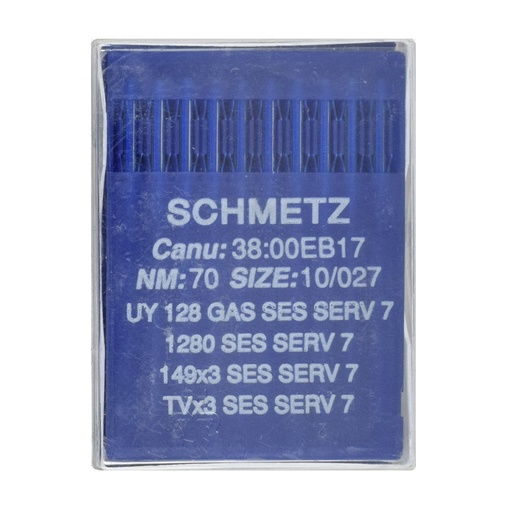 SCHMETZ
Canu: 38:00EB17
NM: 70 SIZE: 10/027
UY 128 GAS SES SERV 7
1280 SES SERV 7
149x3 SES SERV 7
TVx3 SES SERV 7